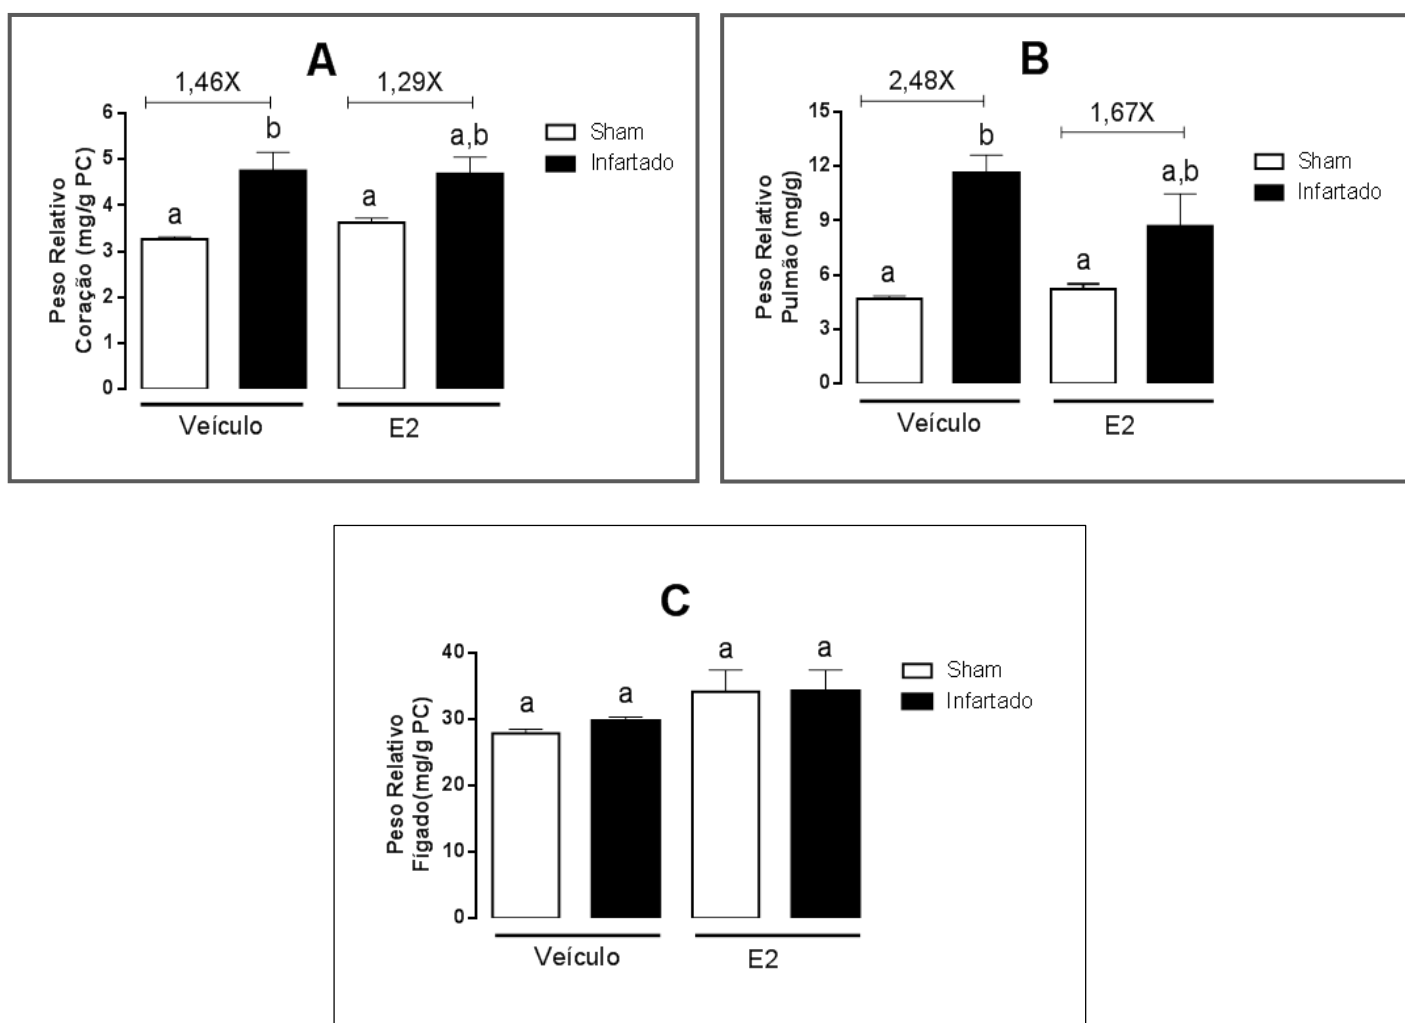 A
1,46X
1,29X
6
5
4
3
2
1
0
Peso Relativo
Coração (mg/g PC)
a
b
a
a,b
Sham
Infartado
Veículo
E2
B
2,48X
1,67X
15
12
9
6
3
0
Peso Relativo
Pulmão (mg/g)
a
b
a
a,b
Sham
Infartado
Veículo
E2
C
40
30
20
10
0
Peso Relativo
Fígado(mg/g PC)
a
a
a
a
Sham
Infartado
Veículo
E2